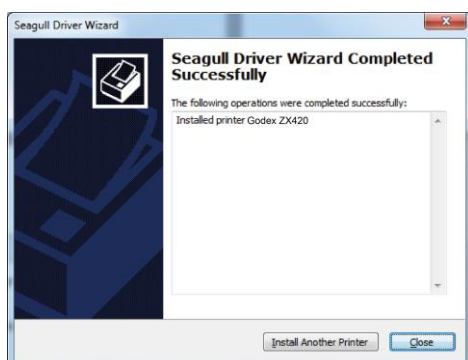 Seagull Driver Wizard
Seagull Driver Wizard Completed
Successfully
The following operations were completed successfully:
Installed printer Godex ZX420
Install Another Printer
Close